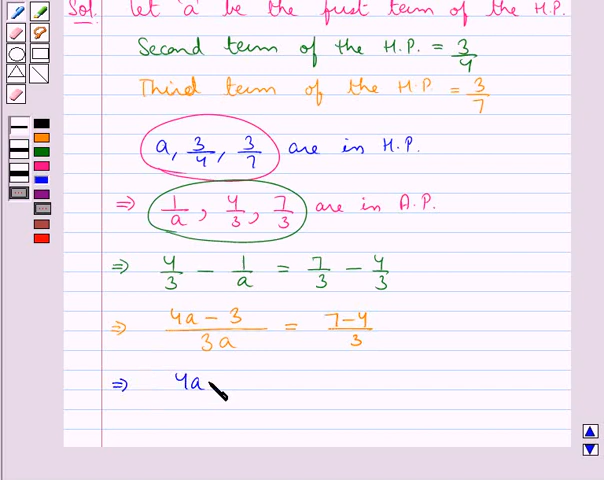 Sol. Let 'a' be the first term of the H.P.
Second term of the H.P. = 3/4
Third term of the H.P = 3/7
a, 3/4, 3/7 are in H.P.
⇒ 1/a, 4/3, 7/3 are in A.P.
⇒ 4/3 - 1/a = 7/3 - 4/3
⇒ (4a - 3)/3a = (7-4)/3
⇒ 4a